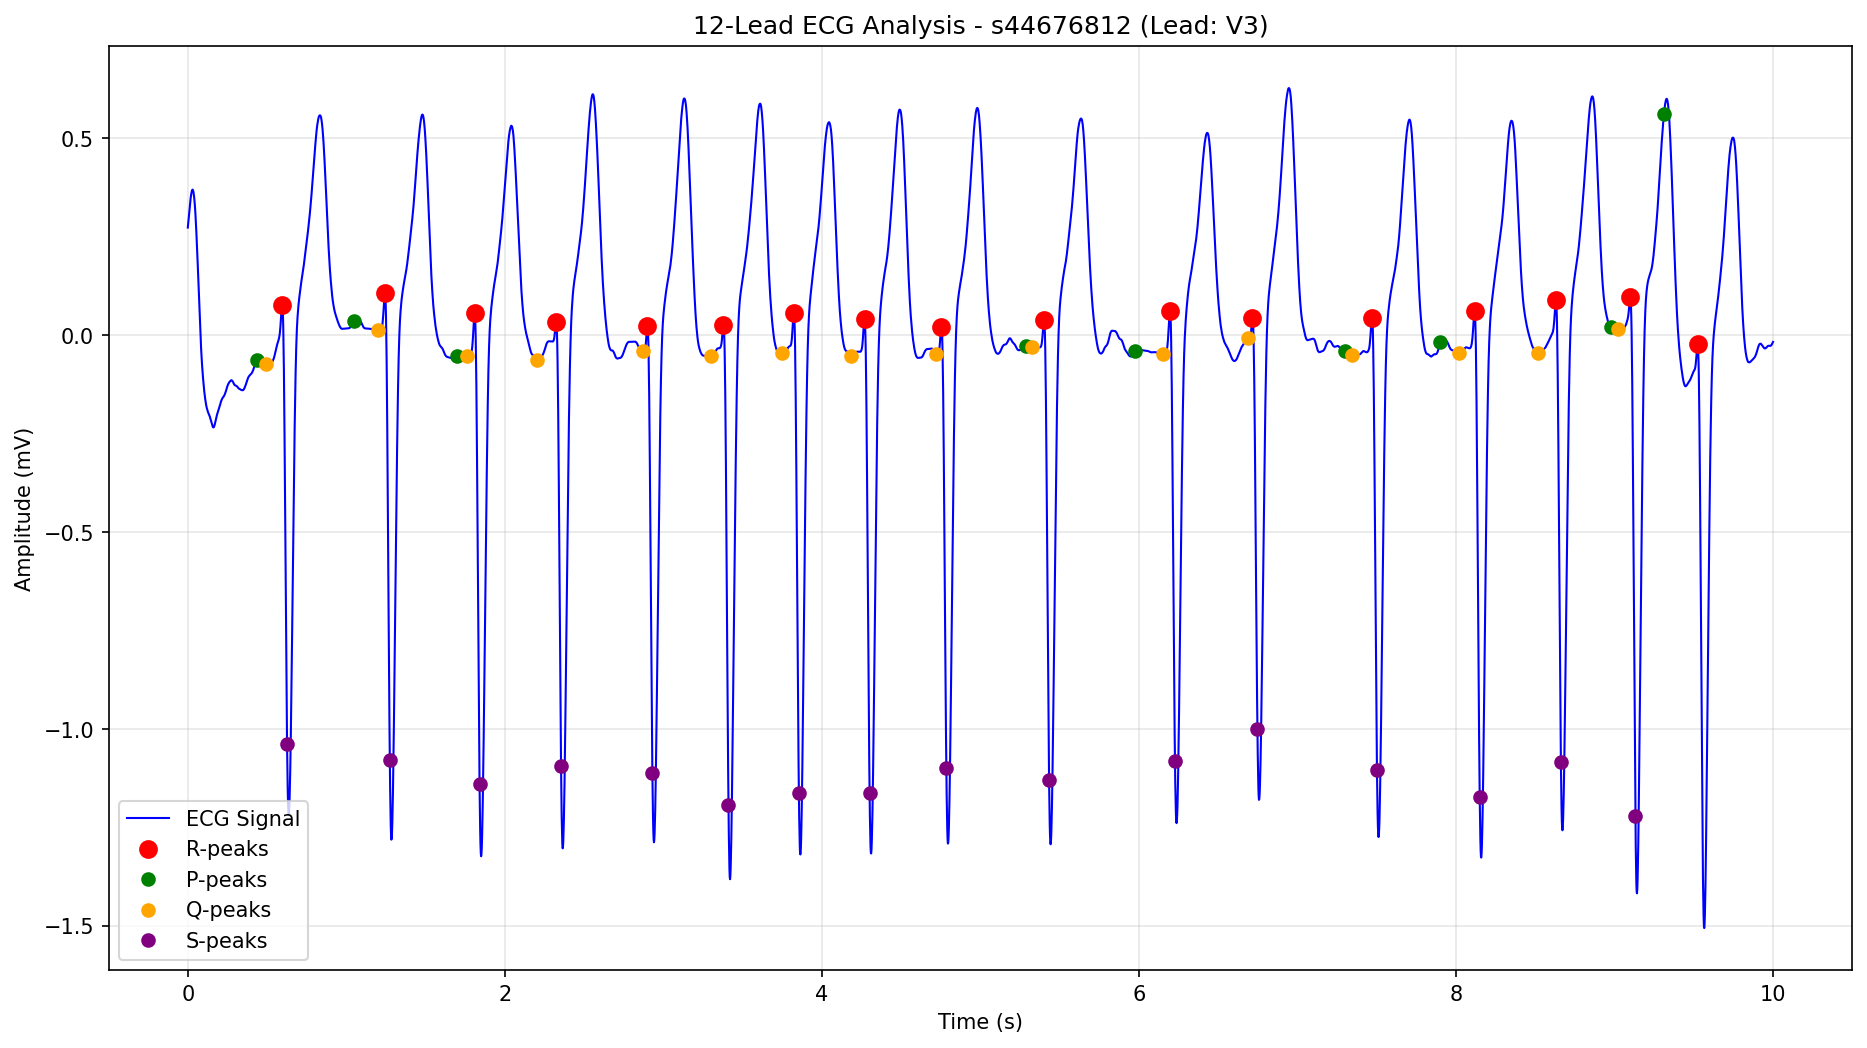 12-Lead ECG Analysis - s44676812 (Lead: V3)
Amplitude (mV)
0.5
0.0
−0.5
−1.0
−1.5
ECG Signal
R-peaks
P-peaks
Q-peaks
S-peaks
0 2 4 6 8 10
Time (s)